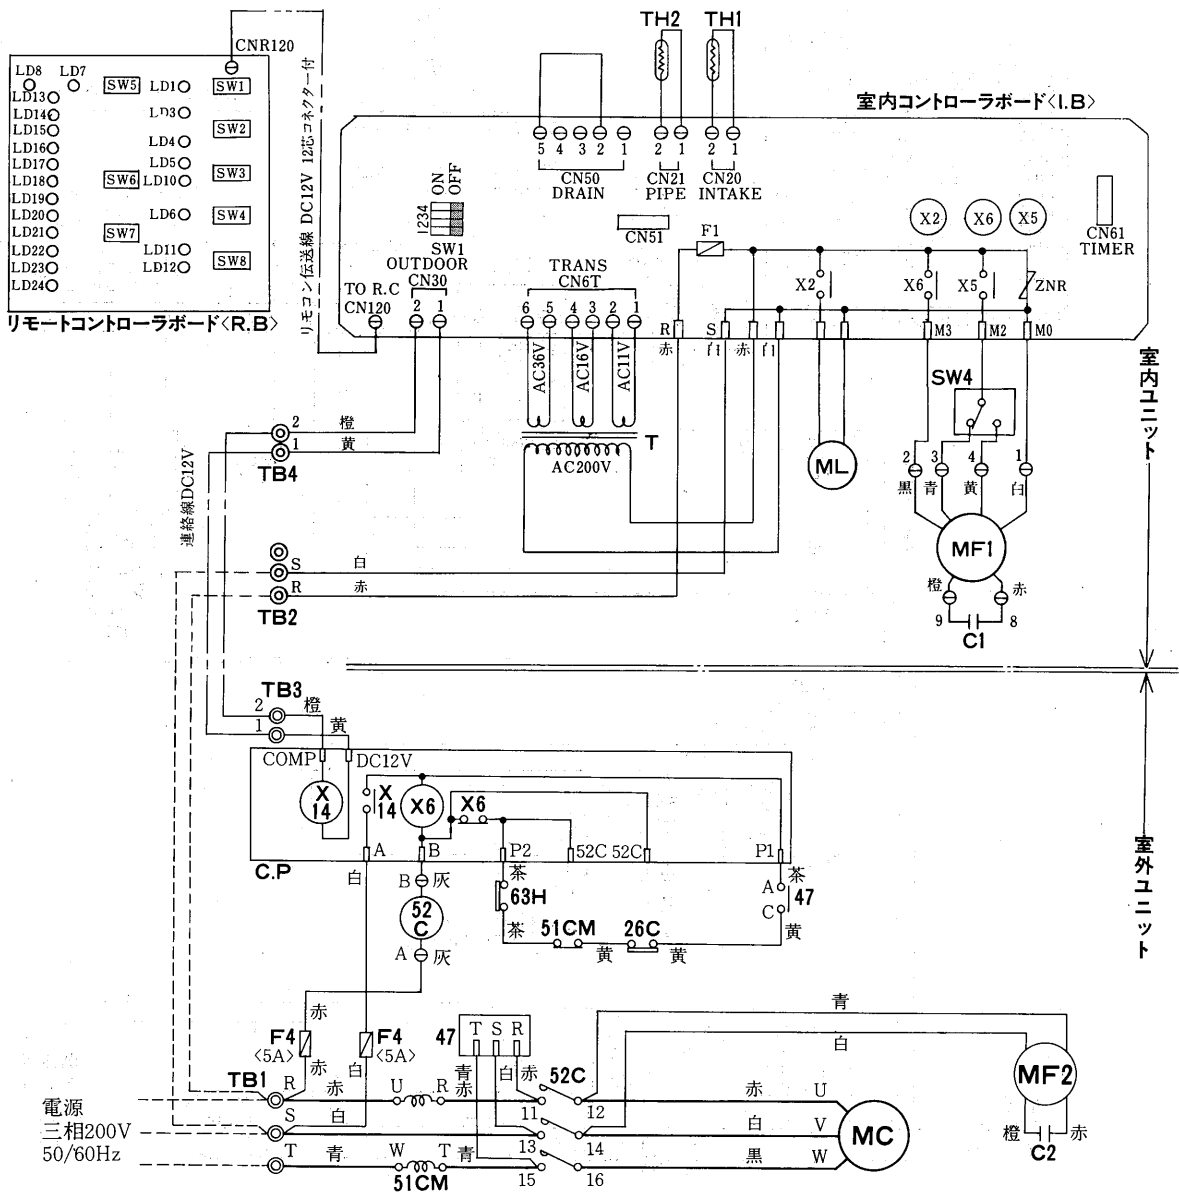 CNR120
LD8 LD7
SW5 LD1 SW1
LD13
LD14 LD3
LD15 SW2
LD16 LD4
LD17 LD5 SW3
LD18 SW6 LD10
LD19
LD20 LD6 SW4
LD21 SW7
LD22 LD11
LD23 LD12 SW8
LD24
リモートコントローラボード〈R.B〉
リモコン伝送線 DC12V 12芯コネクター付
TH2 TH1
室内コントローラボード〈I.B〉
5 4 3 2 1 2 1 2 1
CN50 CN21 CN20
DRAIN PIPE INTAKE
ON
OFF
1234
SW1
CN51
F1
X2 X6 X5
CN61
TIMER
OUTDOOR
CN30
TRANS
CN6T
X2 X6 X5 ZNR
TO R.C
CN120
2 1 6 5 4 3 2 1
R S M3 M2 M0
赤 白 赤 白
AC36V AC16V AC11V
SW4
室内ユニット
2 橙
1 黄
TB4
T
AC200V
ML
2 3 4 1
黒 青 黄 白
連絡線DC12V
MF1
S 白
R 赤
TB2
橙 赤
9 8
C1
TB3
2 橙
1 黄
COMP DC12V
X14 X14 X6 X6
A B P2 52C 52C P1
C.P
白 B 灰 茶 茶
52C 63H A 47
C
A 灰 茶 51CM 26C 黄
黄 黄
室外ユニット
赤
F4 F4
〈5A〉 〈5A〉
赤 白
47 T S R
青 白 赤
52C
青
白
MF2
橙 赤
C2
TB1
R 赤 U R 赤 11 12 赤 U
電源
三相200V
50/60Hz
S 白 13 14 白 V
MC
T 青 W T 青 15 16 黒 W
51CM